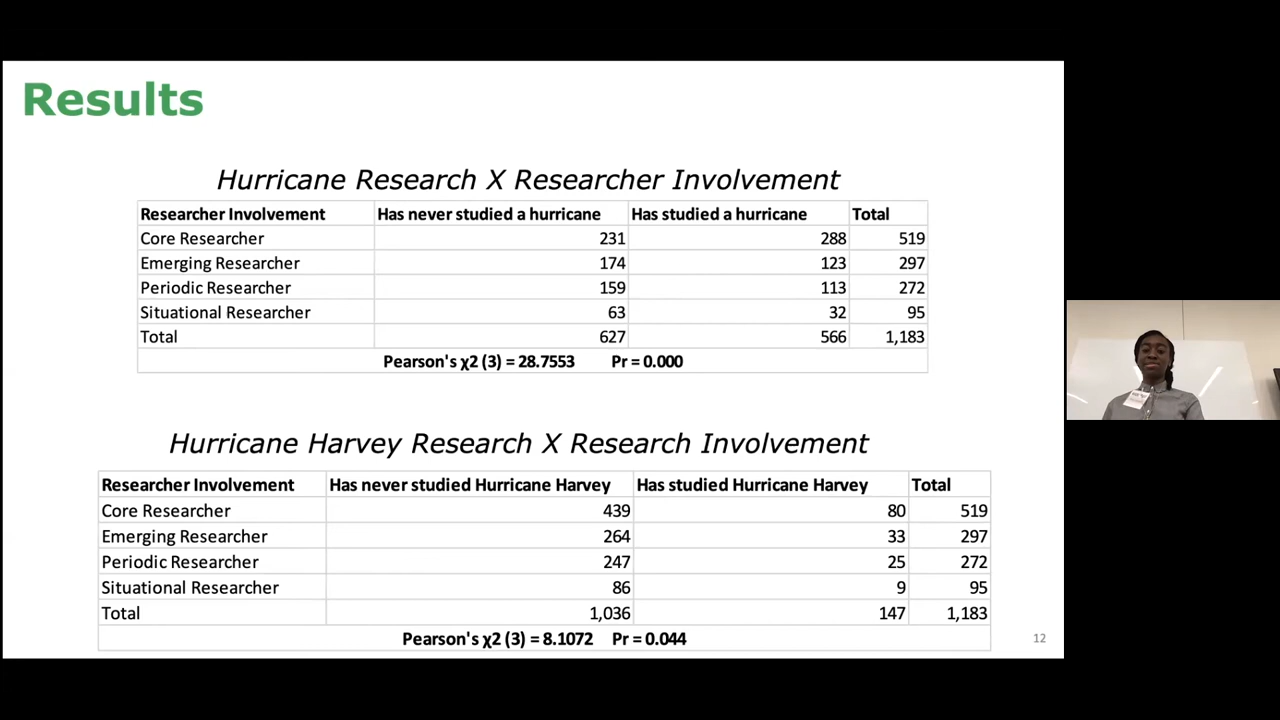 Results
Hurricane Research X Researcher Involvement
Researcher Involvement Has never studied a hurricane Has studied a hurricane Total
Core Researcher 231 288 519
Emerging Researcher 174 123 297
Periodic Researcher 159 113 272
Situational Researcher 63 32 95
Total 627 566 1,183
Pearson's χ2 (3) = 28.7553 Pr = 0.000
Hurricane Harvey Research X Research Involvement
Researcher Involvement Has never studied Hurricane Harvey Has studied Hurricane Harvey Total
Core Researcher 439 80 519
Emerging Researcher 264 33 297
Periodic Researcher 247 25 272
Situational Researcher 86 9 95
Total 1,036 147 1,183
Pearson's χ2 (3) = 8.1072 Pr = 0.044
12